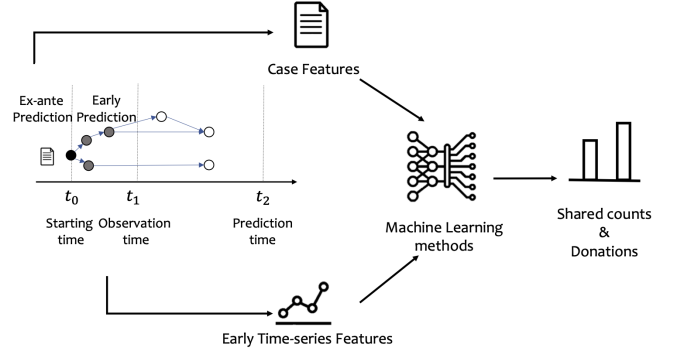 Case Features
Ex-ante Prediction
Early Prediction
t₀
t₁
t₂
Starting time
Observation time
Prediction time
Machine Learning
methods
Shared counts
&
Donations
Early Time-series Features